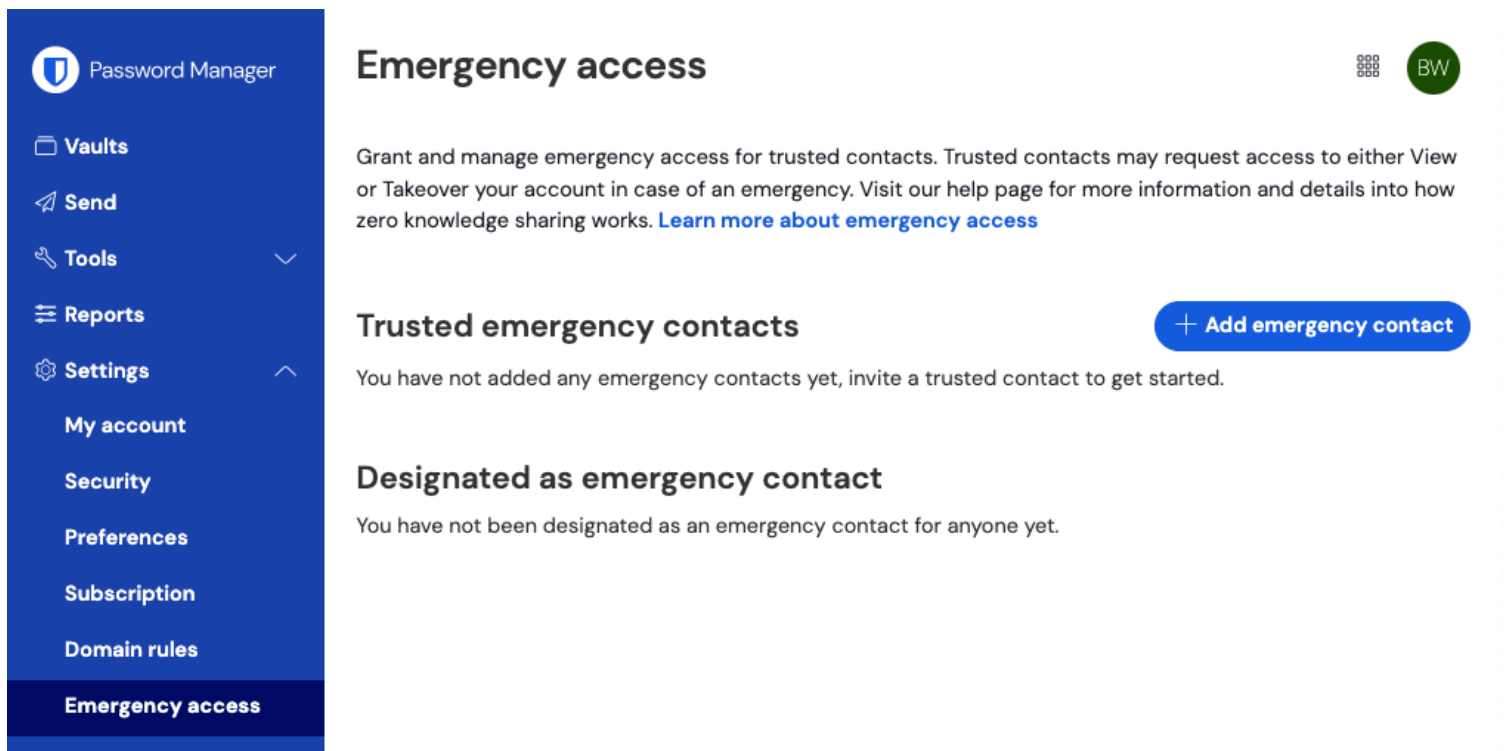 Password Manager
Vaults
Send
Tools
Reports
Settings
My account
Security
Preferences
Subscription
Domain rules
Emergency access
Emergency access
BW
Grant and manage emergency access for trusted contacts. Trusted contacts may request access to either View
or Takeover your account in case of an emergency. Visit our help page for more information and details into how
zero knowledge sharing works. Learn more about emergency access
Trusted emergency contacts
+ Add emergency contact
You have not added any emergency contacts yet, invite a trusted contact to get started.
Designated as emergency contact
You have not been designated as an emergency contact for anyone yet.